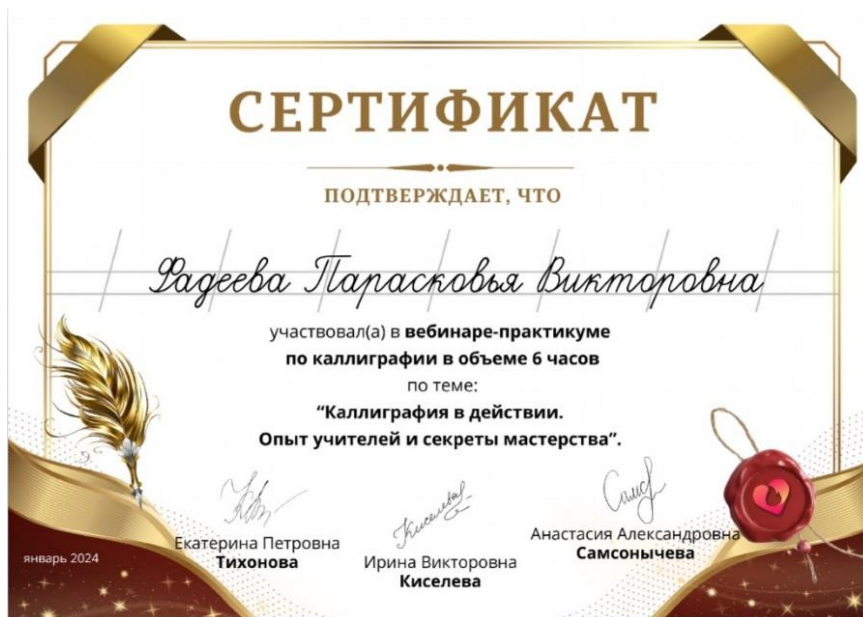 СЕРТИФИКАТ
ПОДТВЕРЖДАЕТ, ЧТО
Фадеева Парасковья Викторовна
участвовал(а) в вебинаре-практикуме
по каллиграфии в объеме 6 часов
по теме:
“Каллиграфия в действии.
Опыт учителей и секреты мастерства”.
Екатерина Петровна
Тихонова
Киселева
Ирина Викторовна
Киселева
Анастасия Александровна
Самсонычева
январь 2024